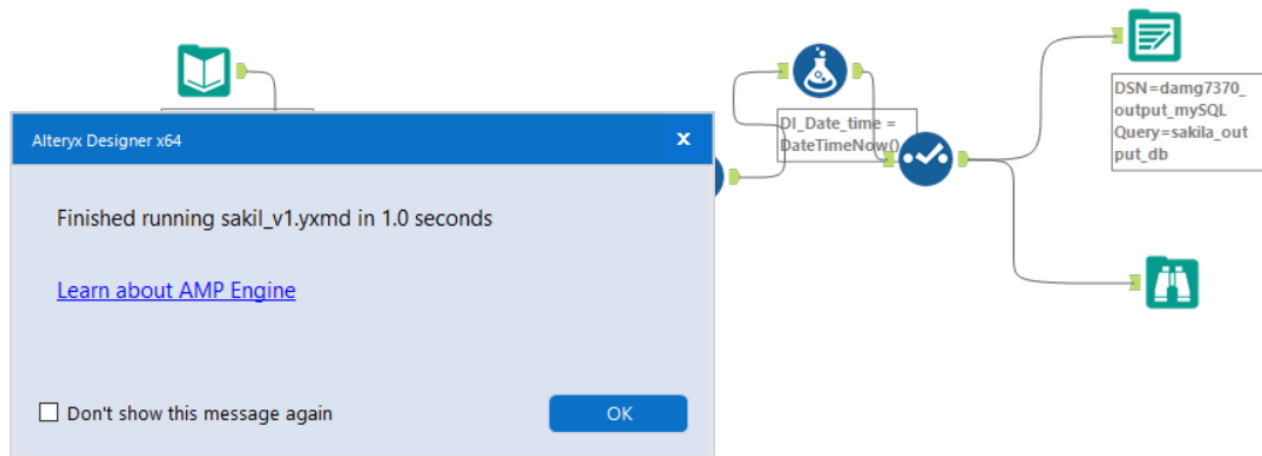 Alteryx Designer x64
X
Finished running sakil_v1.yxmd in 1.0 seconds
Learn about AMP Engine
Don't show this message again
OK
DI_Date_time =
DateTimeNow()
DSN=damg7370_
output_mySQL
Query=sakila_out
put_db